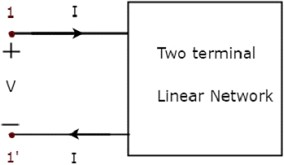 1 I
+
V
Two terminal
Linear Network
−
1' I